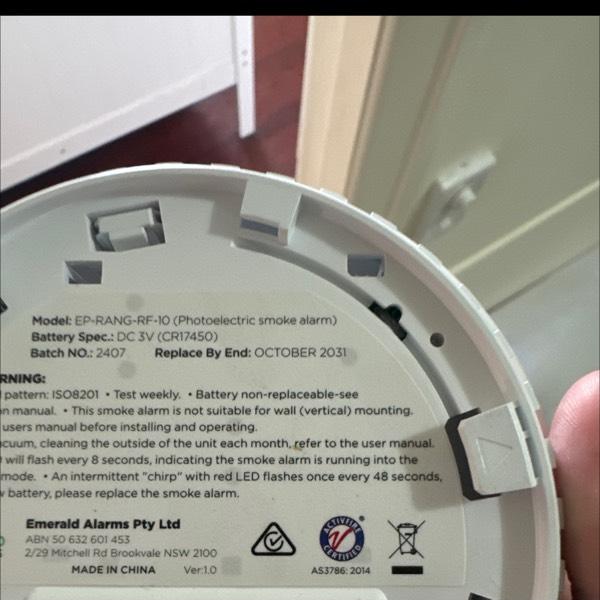 Model: EP-RANG-RF-10 (Photoelectric smoke alarm)
Battery Spec.: DC 3V (CR17450)
Batch NO.: 2407 Replace By End: OCTOBER 2031
RNING:
pattern: ISO8201 • Test weekly. • Battery non-replaceable-see
n manual. • This smoke alarm is not suitable for wall (vertical) mounting.
users manual before installing and operating.
cuum, cleaning the outside of the unit each month, refer to the user manual.
will flash every 8 seconds, indicating the smoke alarm is running into the
mode. • An intermittent "chirp" with red LED flashes once every 48 seconds,
battery, please replace the smoke alarm.
Emerald Alarms Pty Ltd
ABN 50 632 601 453
2/29 Mitchell Rd Brookvale NSW 2100
MADE IN CHINA Ver:1.0
ACTIVFIRE
CERTIFIED
AS3786: 2014